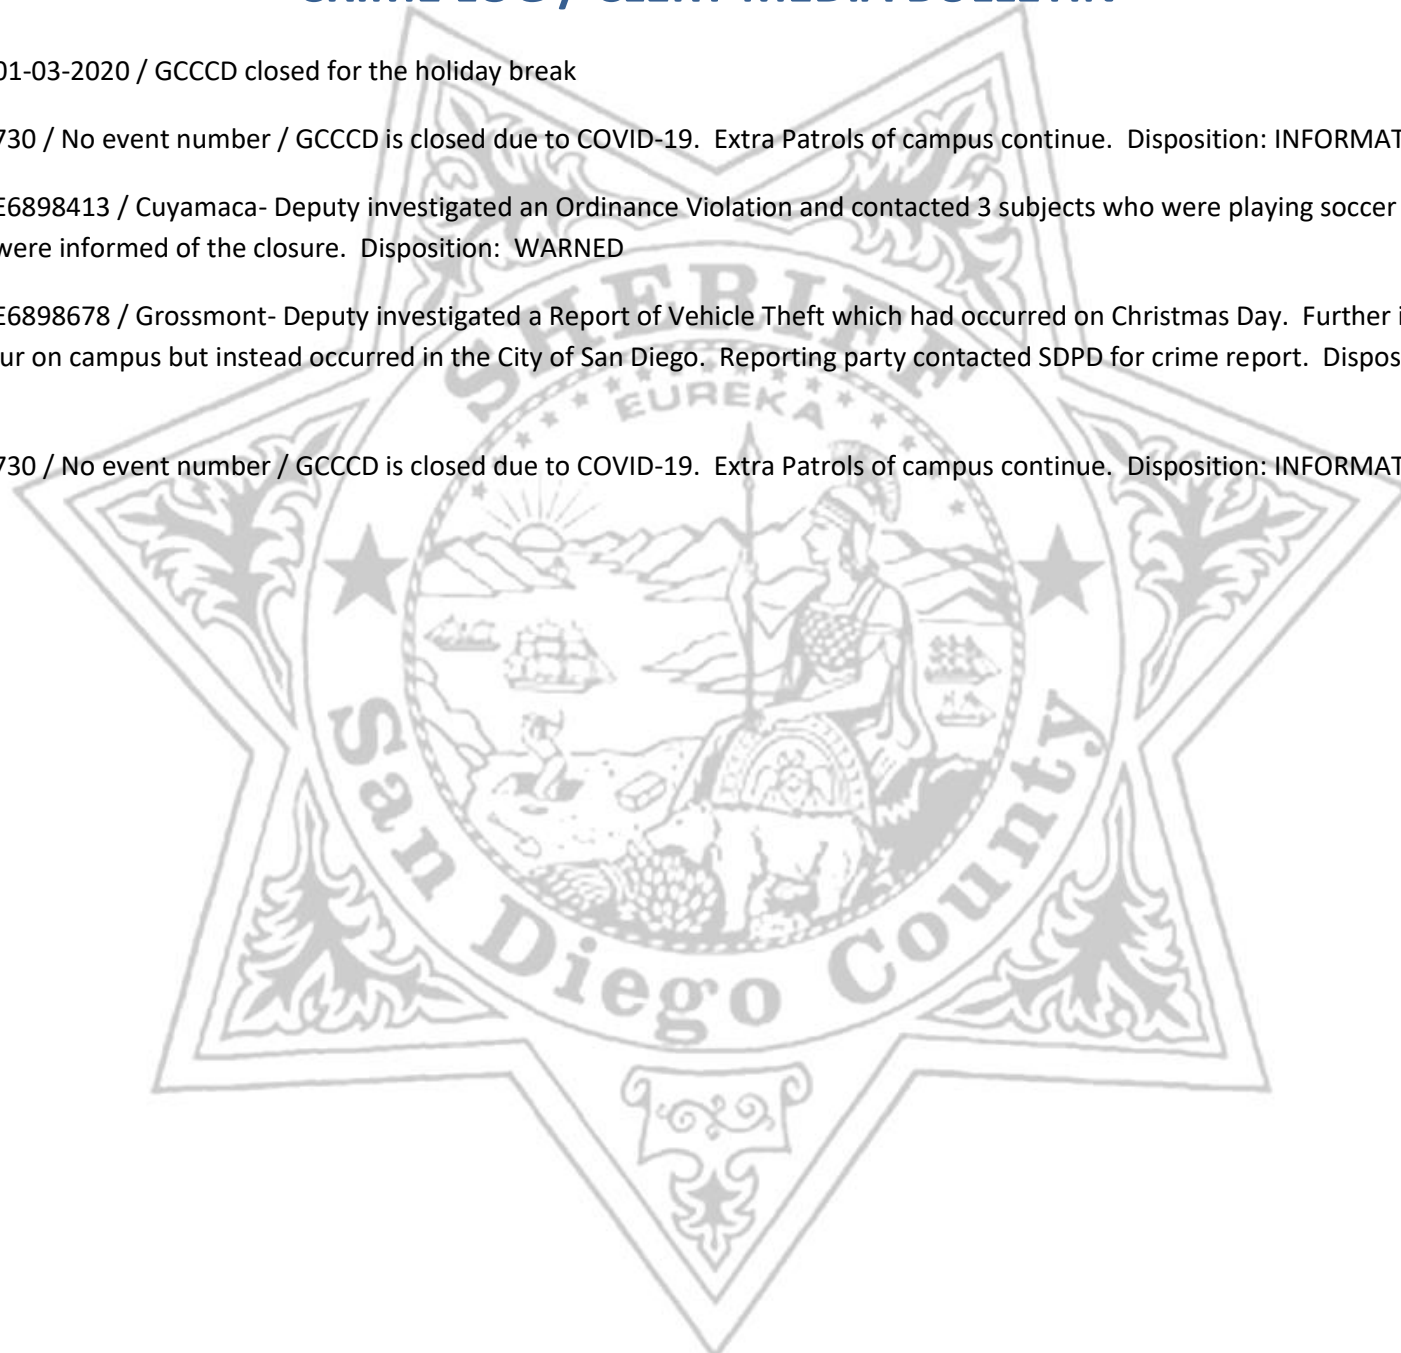 CRIME LOG / CLERY MEDIA BULLETIN
01-03-2020 / GCCCD closed for the holiday break
730 / No event number / GCCCD is closed due to COVID-19. Extra Patrols of campus continue. Disposition: INFORMAT
E6898413 / Cuyamaca- Deputy investigated an Ordinance Violation and contacted 3 subjects who were playing soccer
were informed of the closure. Disposition: WARNED
E6898678 / Grossmont- Deputy investigated a Report of Vehicle Theft which had occurred on Christmas Day. Further i
ur on campus but instead occurred in the City of San Diego. Reporting party contacted SDPD for crime report. Dispos
730 / No event number / GCCCD is closed due to COVID-19. Extra Patrols of campus continue. Disposition: INFORMAT
SHERIFF
EUREKA
San Diego County